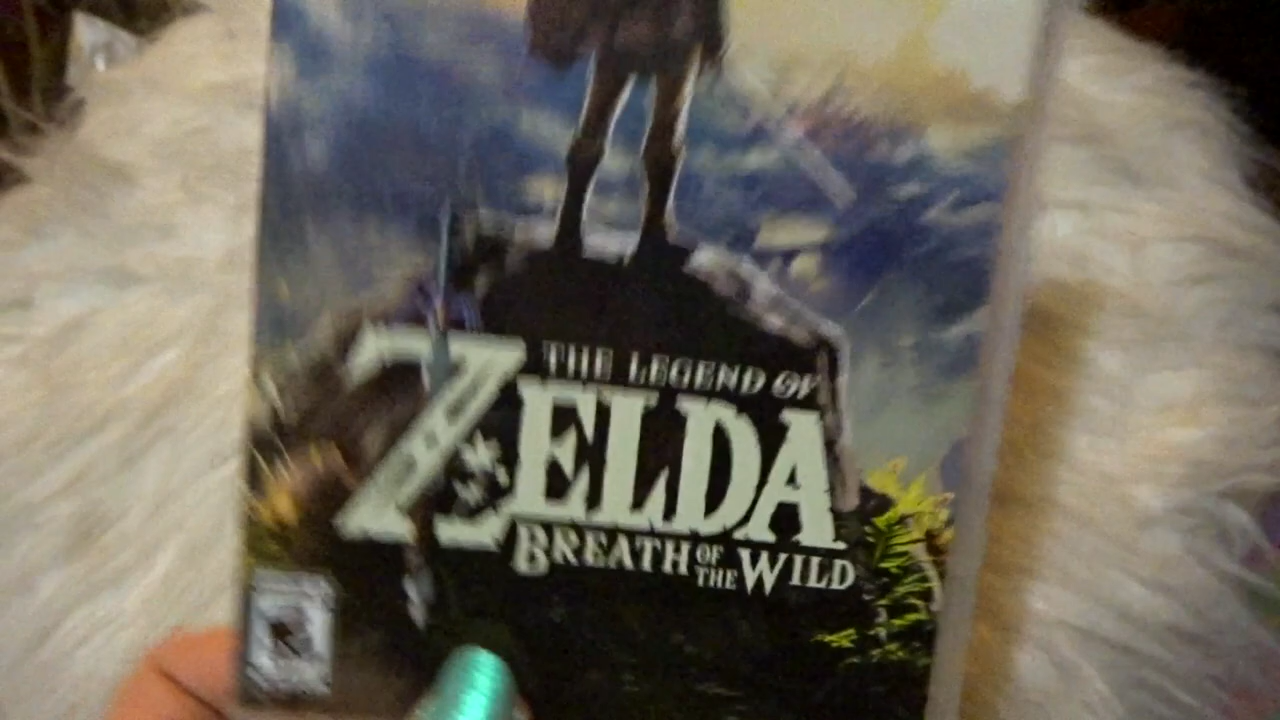 THE LEGEND OF
ZELDA
BREATH OF THE WILD